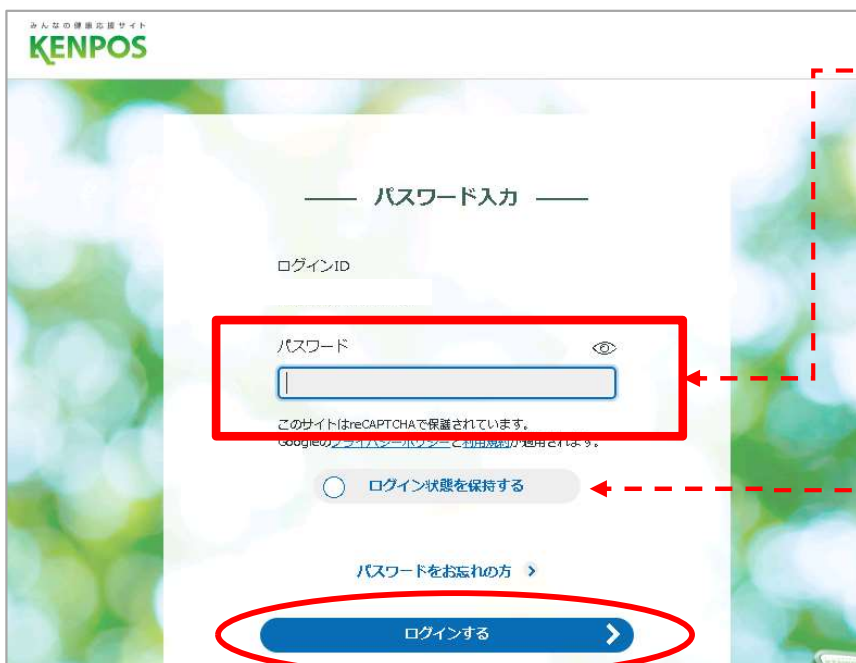 みんなの健康応援サイト
KENPOS
パスワード入力
ログインID
パスワード
このサイトはreCAPTCHAで保護されています。
Googleのプライバシーポリシーと利用規約が適用されます。
ログイン状態を保持する
パスワードをお忘れの方
ログインする